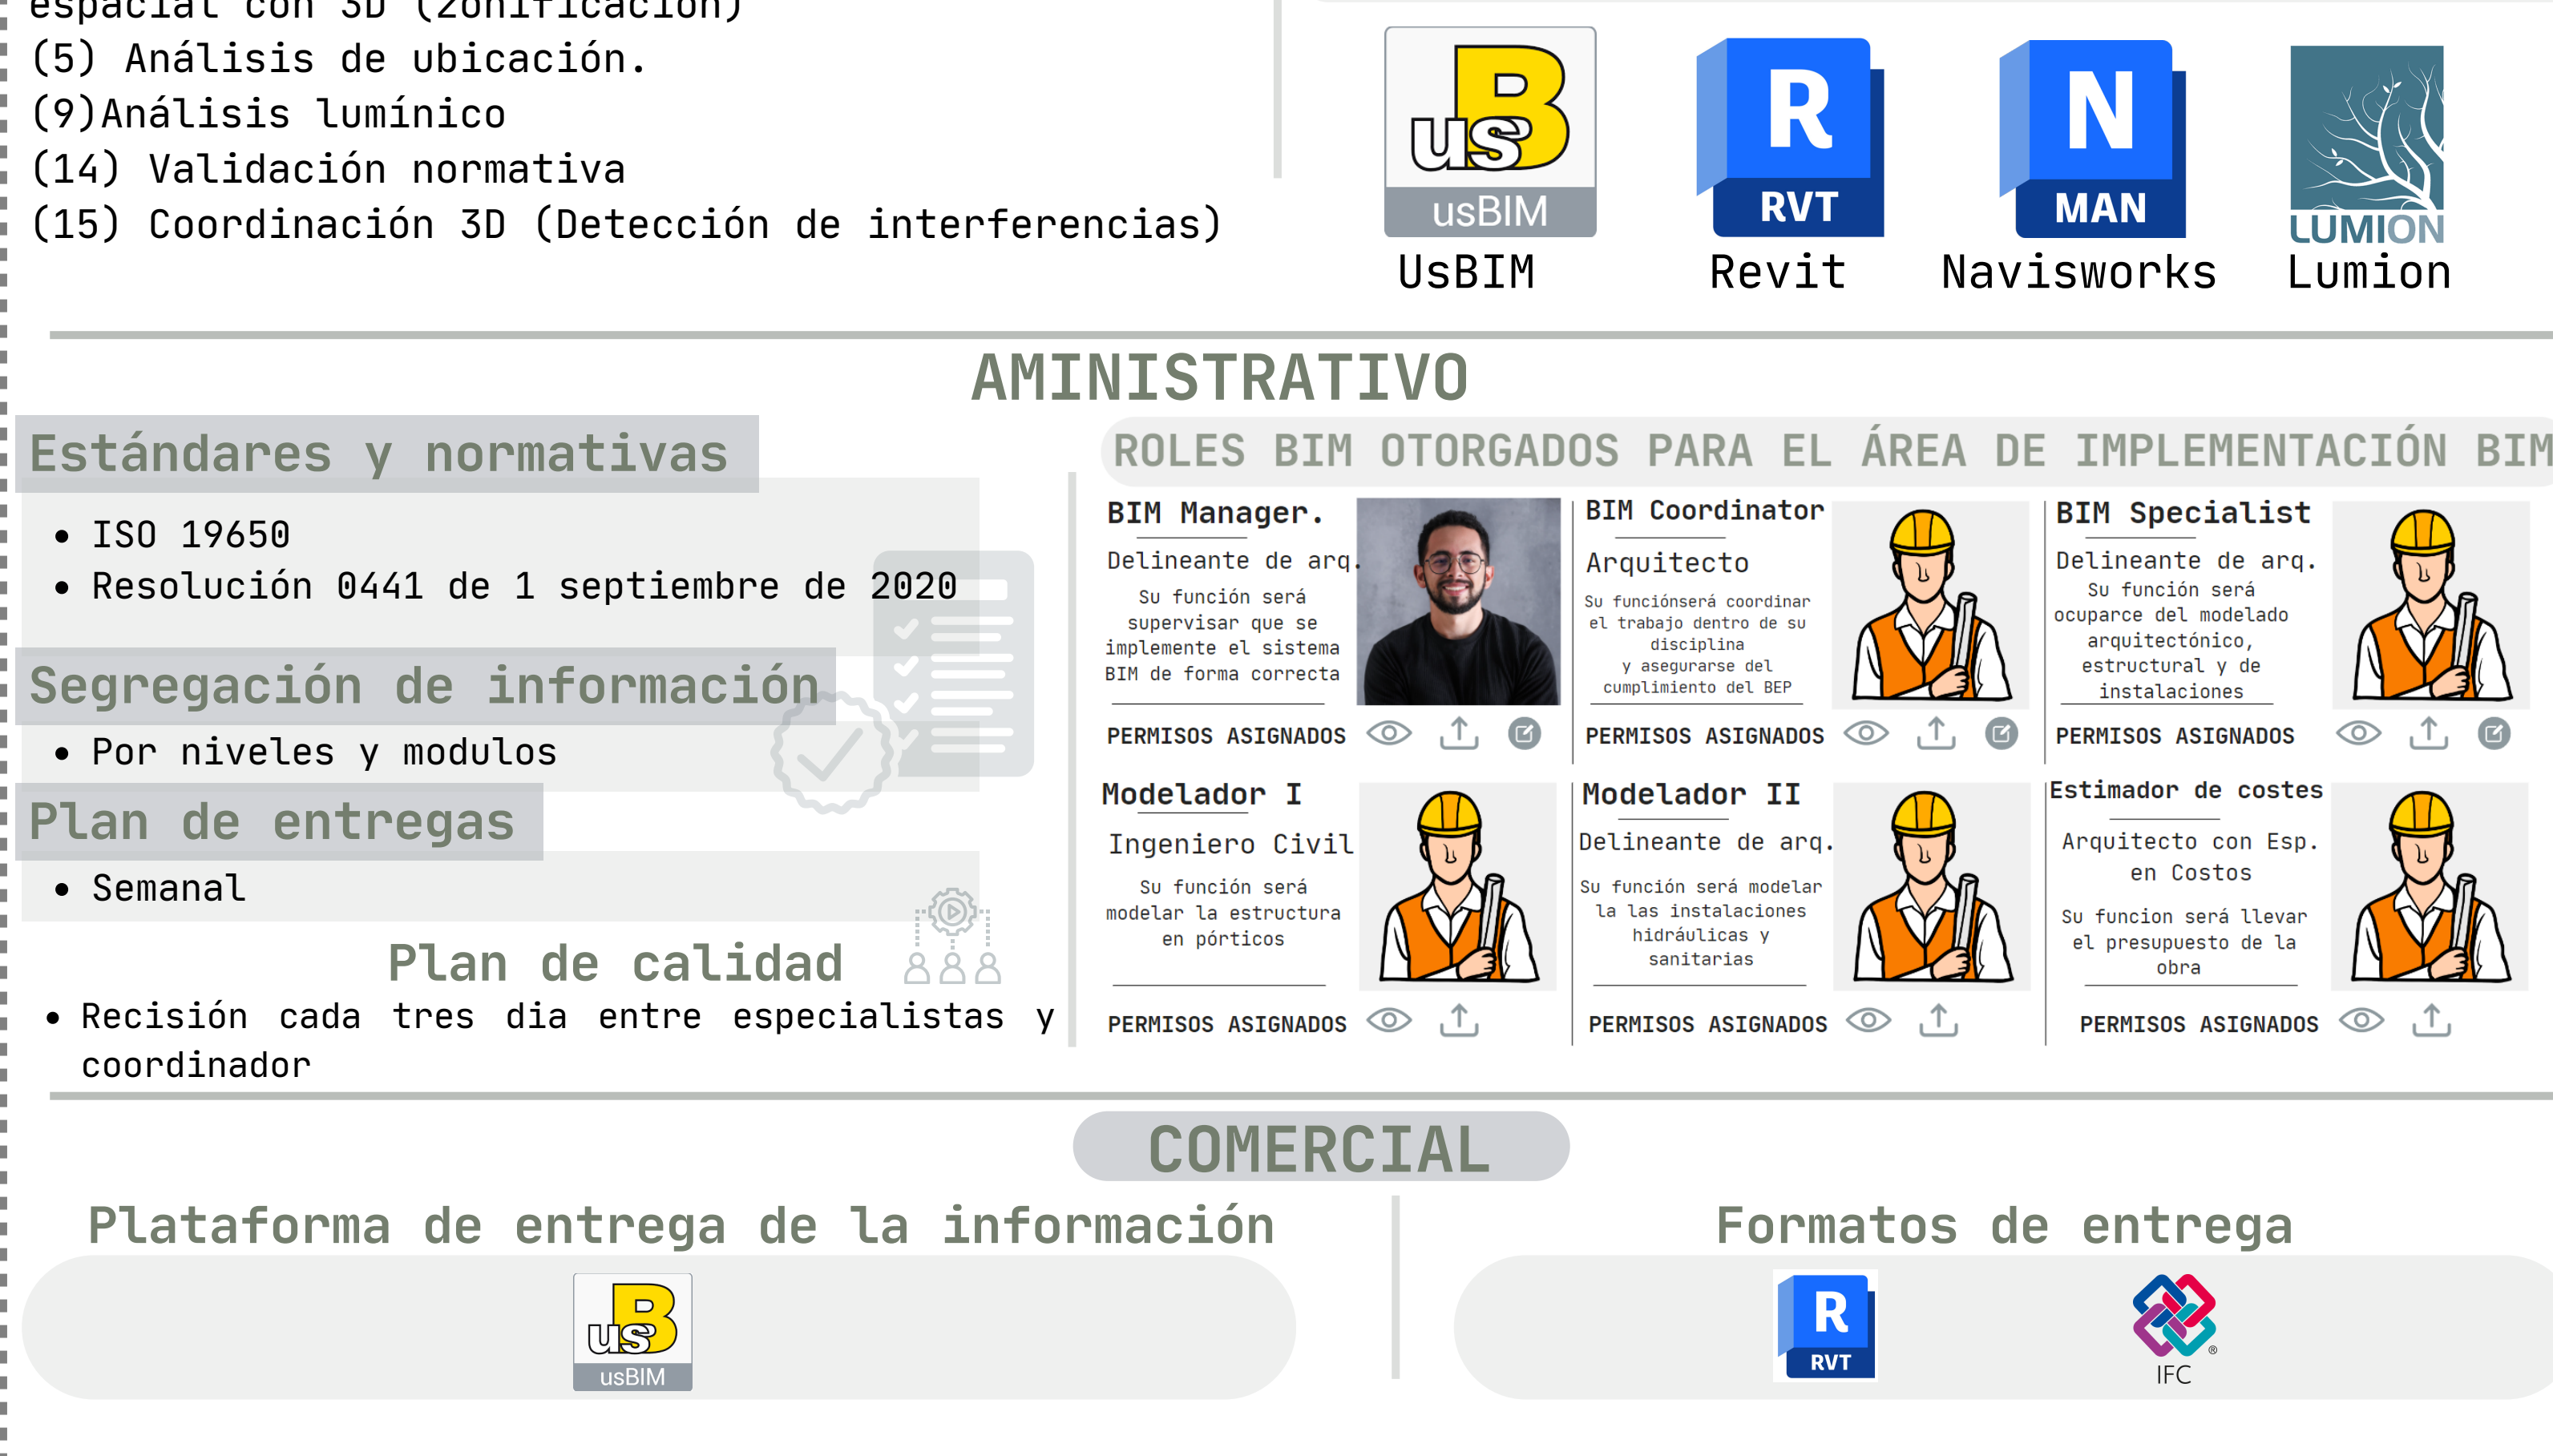 espacial con 3D (zonificación)
(5) Análisis de ubicación.
(9)Análisis lumínico
(14) Validación normativa
(15) Coordinación 3D (Detección de interferencias)
usB
usBIM
UsBIM
R
RVT
Revit
N
MAN
Navisworks
LUMION
Lumion
AMINISTRATIVO
Estándares y normativas
• ISO 19650
• Resolución 0441 de 1 septiembre de 2020
Segregación de información
• Por niveles y modulos
Plan de entregas
• Semanal
Plan de calidad
• Recisión cada tres dia entre especialistas y
coordinador
ROLES BIM OTORGADOS PARA EL ÁREA DE IMPLEMENTACIÓN BIM
BIM Manager.
Delineante de arq.
Su función será
supervisar que se
implemente el sistema
BIM de forma correcta
PERMISOS ASIGNADOS
BIM Coordinator
Arquitecto
Su funciónserá coordinar
el trabajo dentro de su
disciplina
y asegurarse del
cumplimiento del BEP
PERMISOS ASIGNADOS
BIM Specialist
Delineante de arq.
Su función será
ocuparce del modelado
arquitectónico,
estructural y de
instalaciones
PERMISOS ASIGNADOS
Modelador I
Ingeniero Civil
Su función será
modelar la estructura
en pórticos
PERMISOS ASIGNADOS
Modelador II
Delineante de arq.
Su función será modelar
la las instalaciones
hidráulicas y
sanitarias
PERMISOS ASIGNADOS
Estimador de costes
Arquitecto con Esp.
en Costos
Su funcion será llevar
el presupuesto de la
obra
PERMISOS ASIGNADOS
COMERCIAL
Plataforma de entrega de la información
usB
usBIM
Formatos de entrega
R
RVT
®
IFC